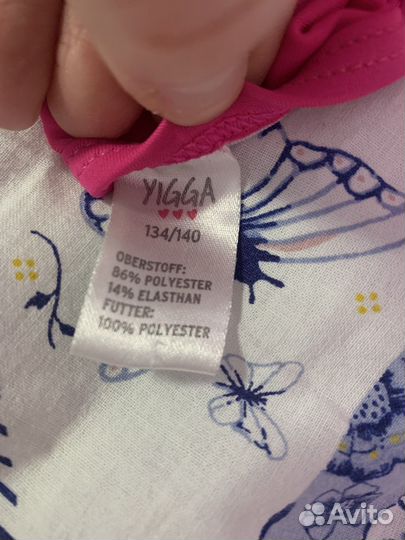 YIGGA
134/140
OBERSTOFF:
86% POLYESTER
14% ELASTHAN
FUTTER:
100% POLYESTER
Avito